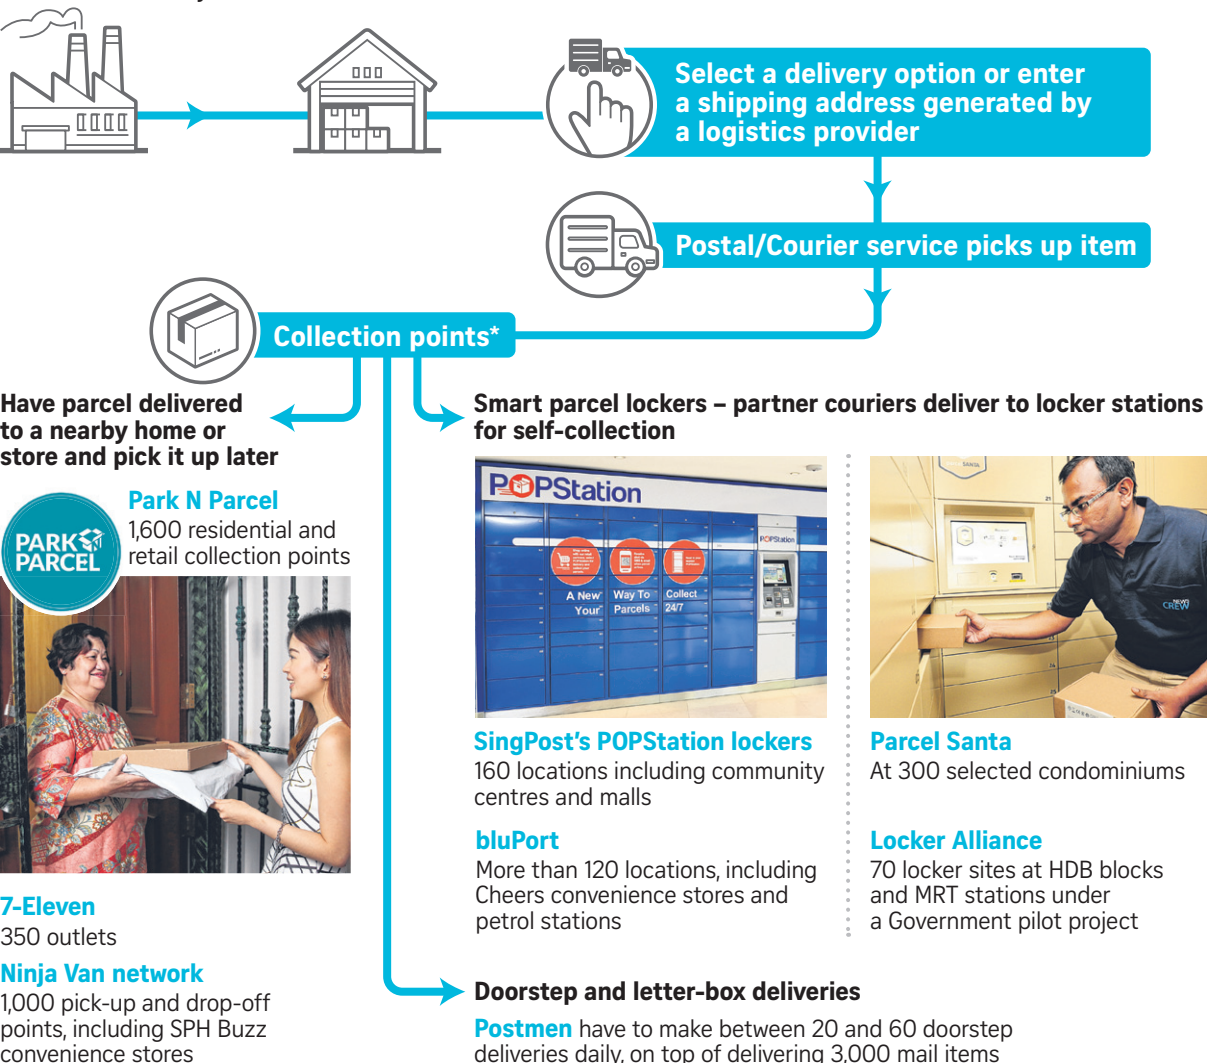 Select a delivery option or enter
a shipping address generated by
a logistics provider
Postal/Courier service picks up item
Collection points*
Have parcel delivered
to a nearby home or
store and pick it up later
PARK
PARCEL
Park N Parcel
1,600 residential and
retail collection points
7-Eleven
350 outlets
Ninja Van network
1,000 pick-up and drop-off
points, including SPH Buzz
convenience stores
Smart parcel lockers – partner couriers deliver to locker stations
for self-collection
POPStation
POPStation
A New Way To Collect
Your Parcels 24/7
SANTA
NEWS
CREW
SingPost's POPStation lockers
160 locations including community
centres and malls
bluPort
More than 120 locations, including
Cheers convenience stores and
petrol stations
Parcel Santa
At 300 selected condominiums
Locker Alliance
70 locker sites at HDB blocks
and MRT stations under
a Government pilot project
Doorstep and letter-box deliveries
Postmen have to make between 20 and 60 doorstep
deliveries daily, on top of delivering 3,000 mail items